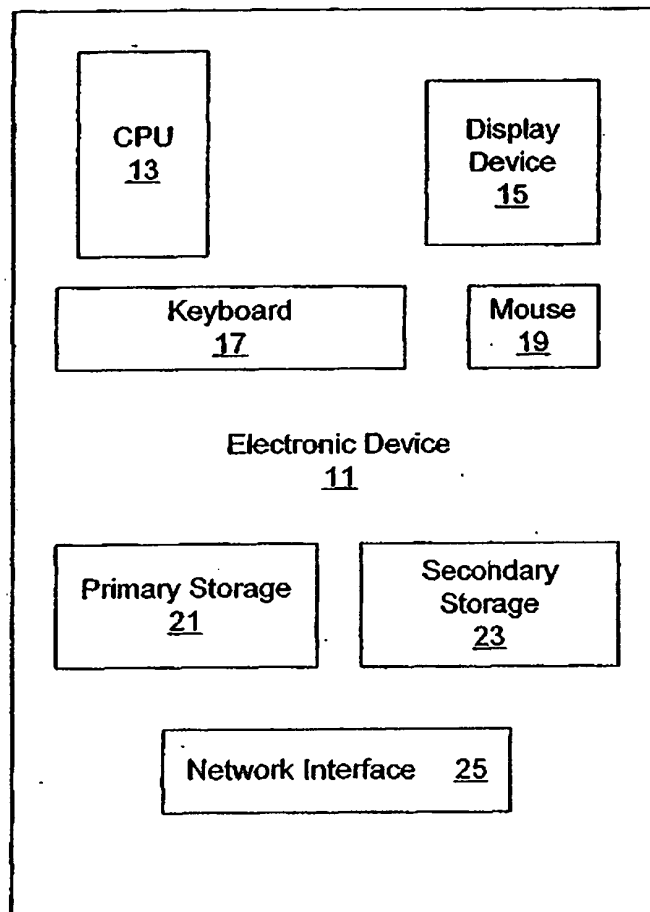 CPU
13
Display
Device
15
Keyboard
17
Mouse
19
Electronic Device
11
Primary Storage
21
Secondary
Storage
23
Network Interface 25